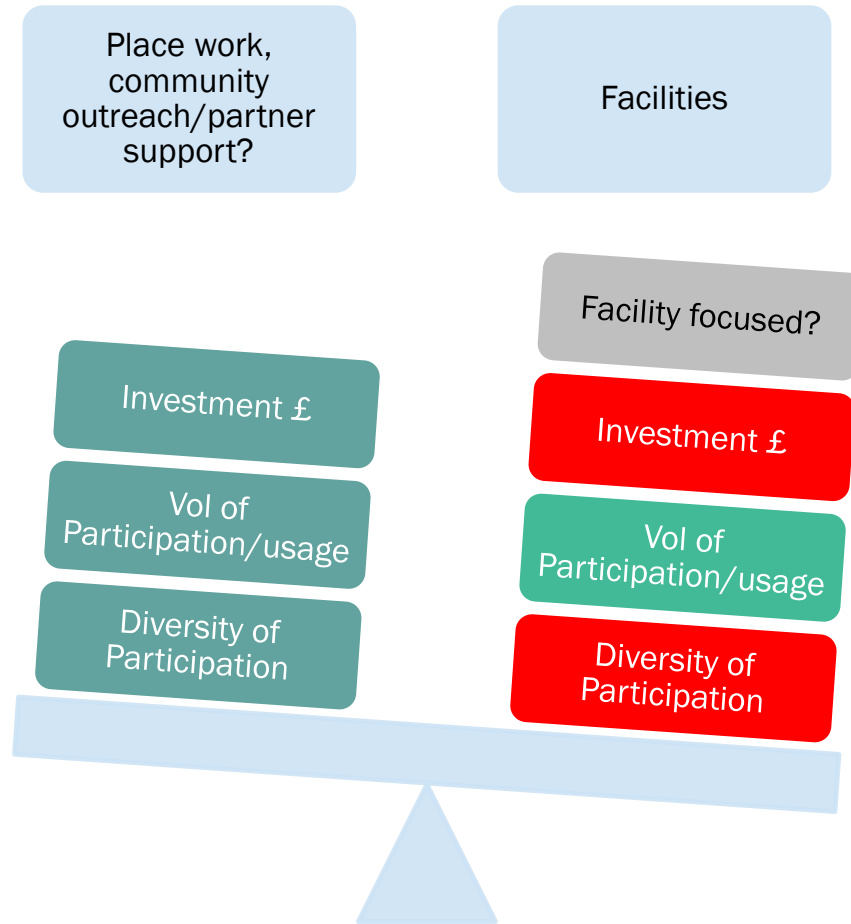 Place work,
community
outreach/partner
support?
Facilities
Investment £
Vol of
Participation/usage
Diversity of
Participation
Facility focused?
Investment £
Vol of
Participation/usage
Diversity of
Participation